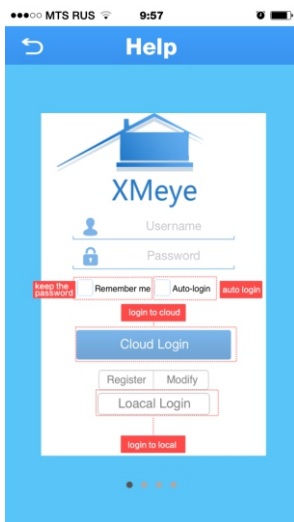 MTS RUS 9:57
Help
XMeye
Username
Password
keep the
password
Remember me
Auto-login
auto login
login to cloud
Cloud Login
Register Modify
Loacal Login
login to local